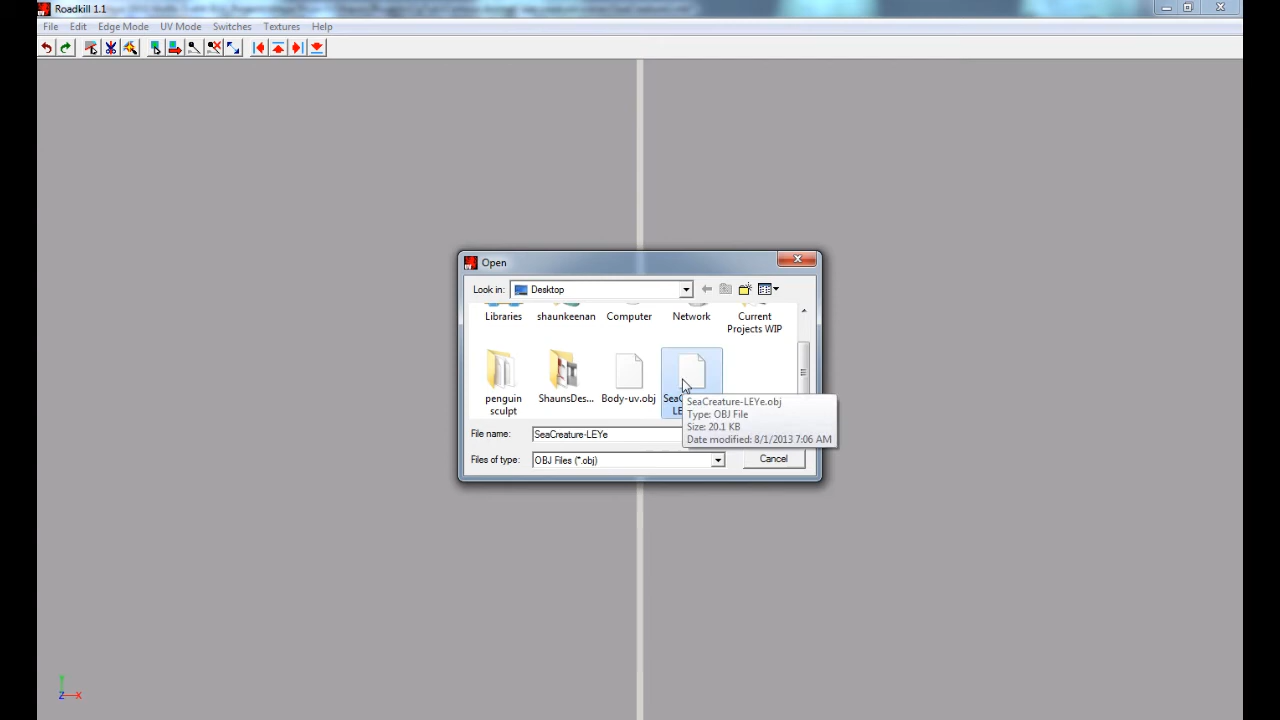 Roadkill 1.1
File Edit Edge Mode UV Mode Switches Textures Help
Open
Look in: Desktop
Libraries shaunkeenan Computer Network Current
Projects WIP
penguin
sculpt
ShaunsDes... Body-uv.obj
SeaCreature-LEYe.obj
Type: OBJ File
Size: 20.1 KB
Date modified: 8/1/2013 7:06 AM
File name: SeaCreature-LEYe
Files of type: OBJ Files (*.obj) Cancel
Y
Z X